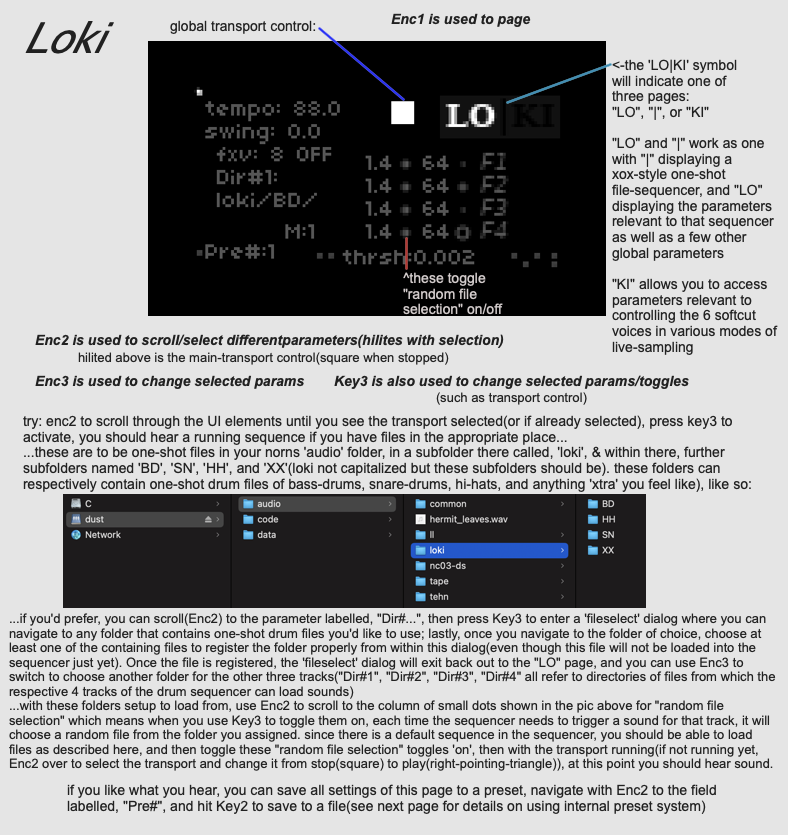 Loki
global transport control:
Enc1 is used to page
<-the 'LO|KI' symbol
will indicate one of
three pages:
"LO", "|", or "KI"
"LO" and "|" work as one
with "|" displaying a
xox-style one-shot
file-sequencer, and "LO"
displaying the parameters
relevant to that sequencer
as well as a few other
global parameters
"KI" allows you to access
parameters relevant to
controlling the 6 softcut
voices in various modes of
live-sampling
LO KI
tempo: 88.0
swing: 0.0
fxv: 8 OFF
Dir#1:
loki/BD/
M:1
Pre#:1
1.4 64 F1
1.4 64 F2
1.4 64 F3
1.4 64 F4
thrsh:0.002
^these toggle
"random file
selection" on/off
Enc2 is used to scroll/select differentparameters(hilites with selection)
hilited above is the main-transport control(square when stopped)
Enc3 is used to change selected params Key3 is also used to change selected params/toggles
(such as transport control)
try: enc2 to scroll through the UI elements until you see the transport selected(or if already selected), press key3 to
activate, you should hear a running sequence if you have files in the appropriate place...
...these are to be one-shot files in your norns 'audio' folder, in a subfolder there called, 'loki', & within there, further
subfolders named 'BD', 'SN', 'HH', and 'XX'(loki not capitalized but these subfolders should be). these folders can
respectively contain one-shot drum files of bass-drums, snare-drums, hi-hats, and anything 'xtra' you feel like), like so:
C
dust
Network
audio
code
data
common
hermit_leaves.wav
ll
loki
nc03-ds
tape
tehn
BD
HH
SN
XX
...if you'd prefer, you can scroll(Enc2) to the parameter labelled, "Dir#...", then press Key3 to enter a 'fileselect' dialog where you can
navigate to any folder that contains one-shot drum files you'd like to use; lastly, once you navigate to the folder of choice, choose at
least one of the containing files to register the folder properly from within this dialog(even though this file will not be loaded into the
sequencer just yet). Once the file is registered, the 'fileselect' dialog will exit back out to the "LO" page, and you can use Enc3 to
switch to choose another folder for the other three tracks("Dir#1", "Dir#2", "Dir#3", "Dir#4" all refer to directories of files from which the
respective 4 tracks of the drum sequencer can load sounds)
...with these folders setup to load from, use Enc2 to scroll to the column of small dots shown in the pic above for "random file
selection" which means when you use Key3 to toggle them on, each time the sequencer needs to trigger a sound for that track, it will
choose a random file from the folder you assigned. since there is a default sequence in the sequencer, you should be able to load
files as described here, and then toggle these "random file selection" toggles 'on', then with the transport running(if not running yet,
Enc2 over to select the transport and change it from stop(square) to play(right-pointing-triangle)), at this point you should hear sound.
if you like what you hear, you can save all settings of this page to a preset, navigate with Enc2 to the field
labelled, "Pre#", and hit Key2 to save to a file(see next page for details on using internal preset system)